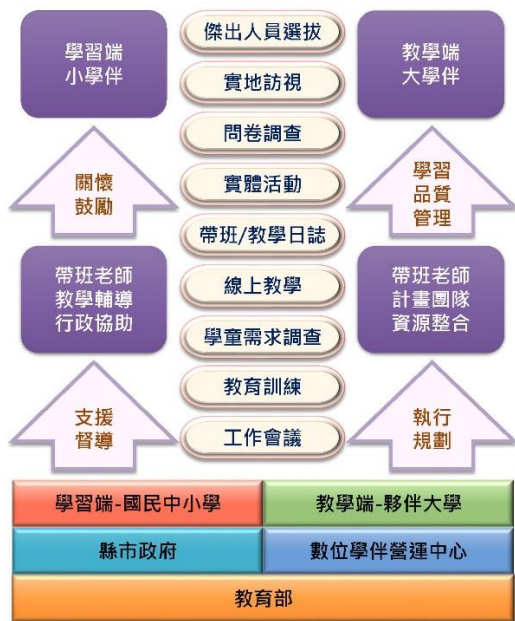 學習端
小學伴
傑出人員選拔
實地訪視
問卷調查
實體活動
帶班/教學日誌
線上教學
學童需求調查
教育訓練
工作會議
教學端
大學伴
關懷
鼓勵
學習
品質
管理
帶班老師
教學輔導
行政協助
帶班老師
計畫團隊
資源整合
支援
督導
執行
規劃
學習端-國民中小學
教學端-夥伴大學
縣市政府
數位學伴營運中心
教育部